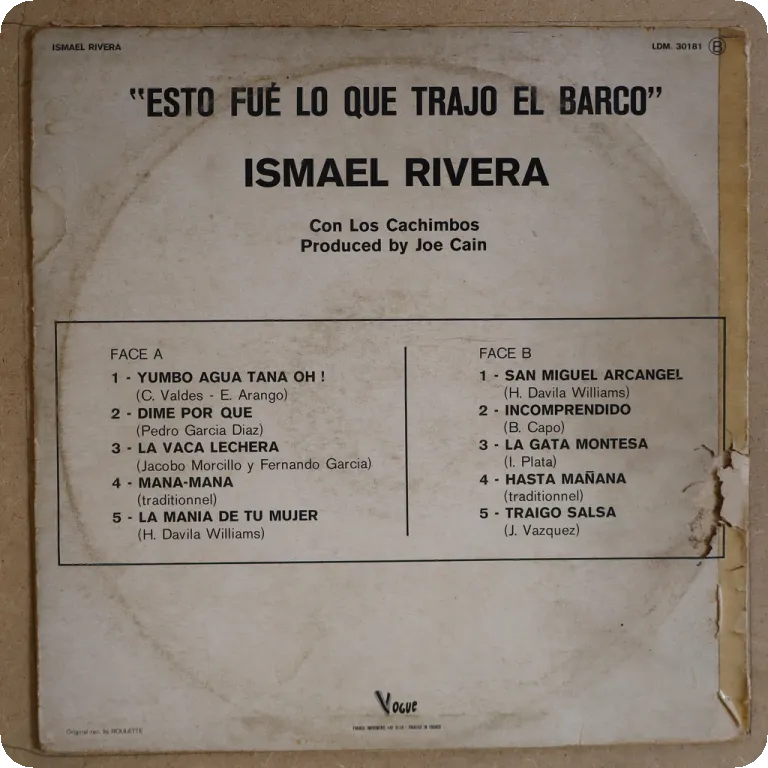 ISMAEL RIVERA
LDM. 30181 B
"ESTO FUÉ LO QUE TRAJO EL BARCO"
ISMAEL RIVERA
Con Los Cachimbos
Produced by Joe Cain
FACE A
1 - YUMBO AGUA TANA OH !
(C. Valdes - E. Arango)
2 - DIME POR QUE
(Pedro Garcia Diaz)
3 - LA VACA LECHERA
(Jacobo Morcillo y Fernando Garcia)
4 - MANA-MANA
(traditionnel)
5 - LA MANIA DE TU MUJER
(H. Davila Williams)
FACE B
1 - SAN MIGUEL ARCANGEL
(H. Davila Williams)
2 - INCOMPRENDIDO
(B. Capo)
3 - LA GATA MONTESA
(I. Plata)
4 - HASTA MAÑANA
(traditionnel)
5 - TRAIGO SALSA
(J. Vazquez)
VOGUE
Original rec. by ROULETTE